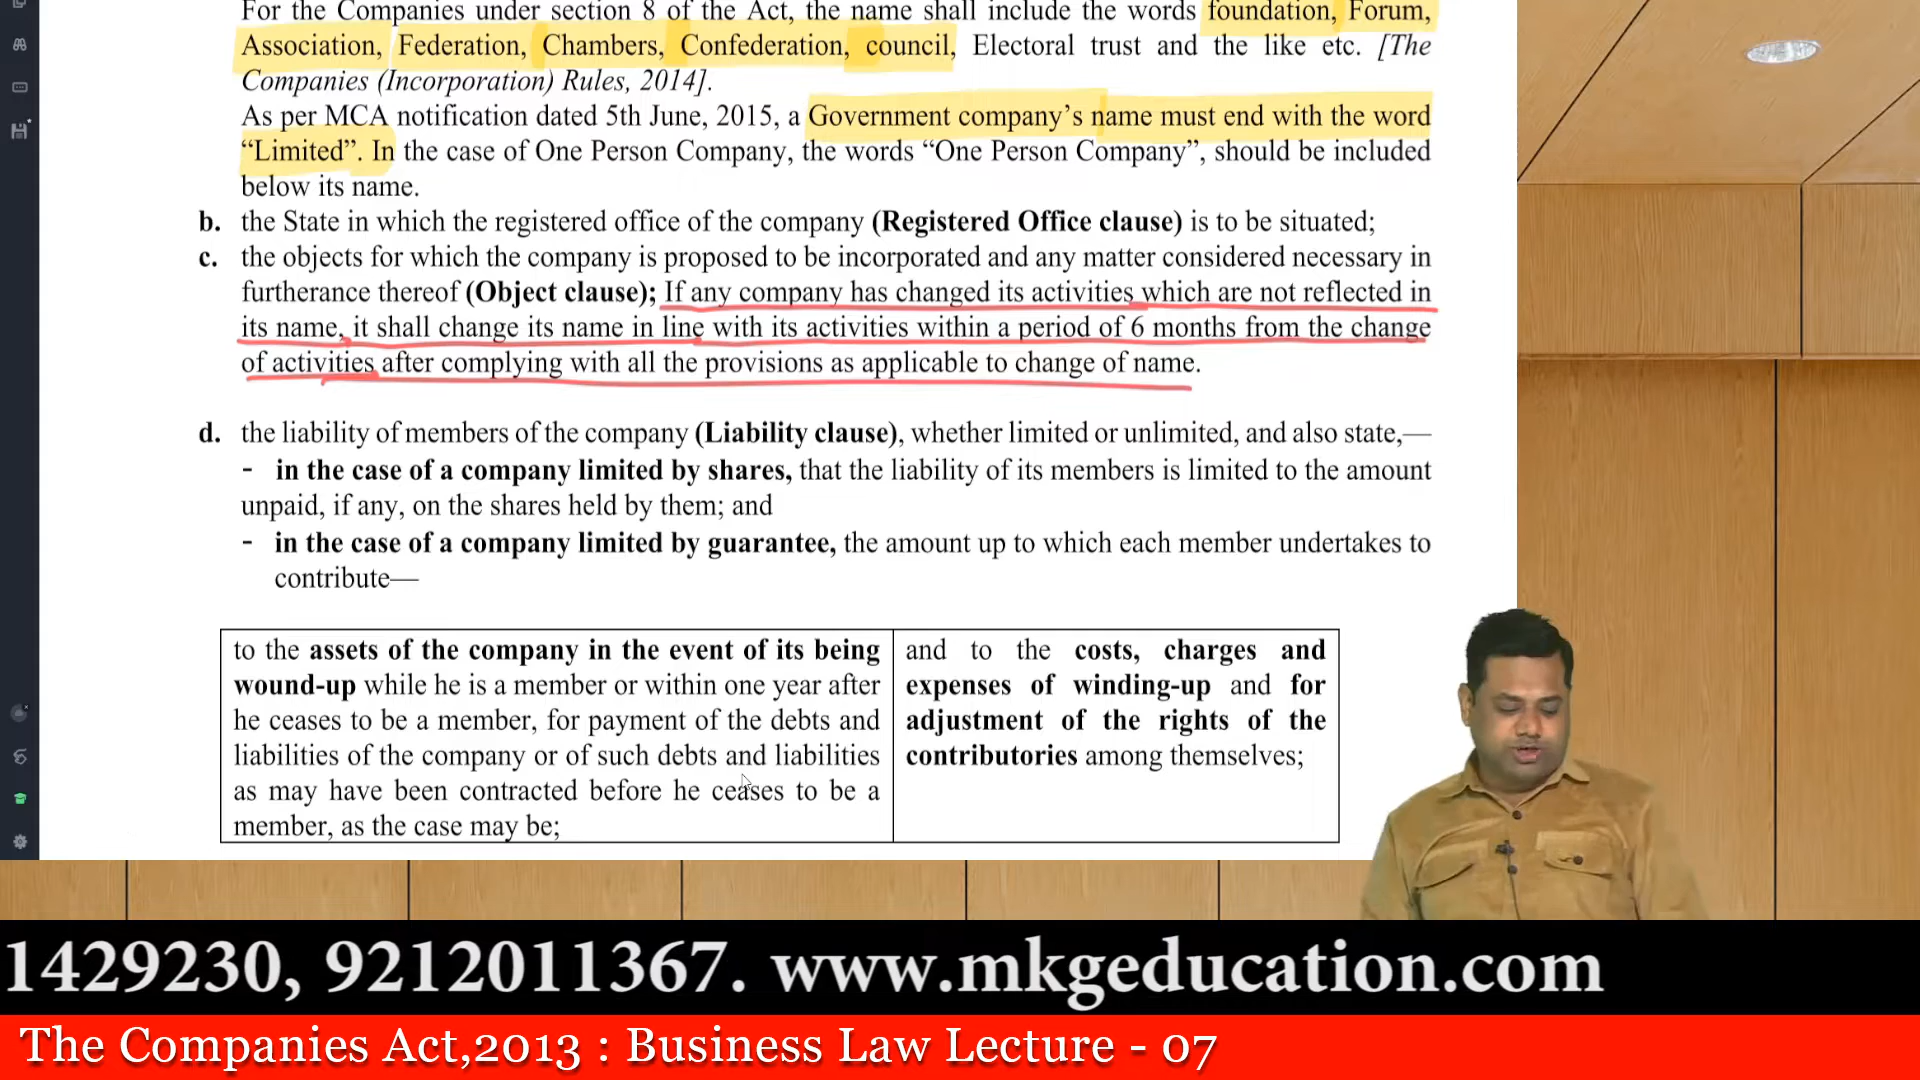 For the Companies under section 8 of the Act, the name shall include the words foundation, Forum,
Association, Federation, Chambers, Confederation, council, Electoral trust and the like etc. [The
Companies (Incorporation) Rules, 2014].
As per MCA notification dated 5th June, 2015, a Government company’s name must end with the word
“Limited”. In the case of One Person Company, the words “One Person Company”, should be included
below its name.
b. the State in which the registered office of the company (Registered Office clause) is to be situated;
c. the objects for which the company is proposed to be incorporated and any matter considered necessary in
furtherance thereof (Object clause); If any company has changed its activities which are not reflected in
its name, it shall change its name in line with its activities within a period of 6 months from the change
of activities after complying with all the provisions as applicable to change of name.
d. the liability of members of the company (Liability clause), whether limited or unlimited, and also state,—
- in the case of a company limited by shares, that the liability of its members is limited to the amount
unpaid, if any, on the shares held by them; and
- in the case of a company limited by guarantee, the amount up to which each member undertakes to
contribute—
to the assets of the company in the event of its being
wound-up while he is a member or within one year after
he ceases to be a member, for payment of the debts and
liabilities of the company or of such debts and liabilities
as may have been contracted before he ceases to be a
member, as the case may be;
and to the costs, charges and
expenses of winding-up and for
adjustment of the rights of the
contributories among themselves;
1429230, 9212011367. www.mkgeducation.com
The Companies Act,2013 : Business Law Lecture - 07